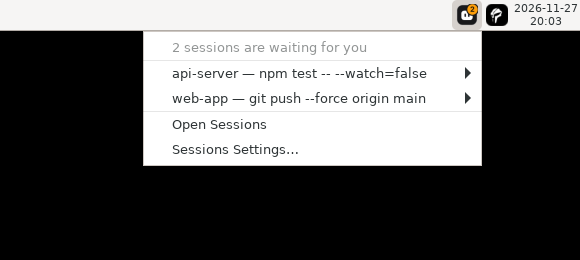 2
2026-11-27
20:03
2 sessions are waiting for you
api-server — npm test -- --watch=false
web-app — git push --force origin main
Open Sessions
Sessions Settings...